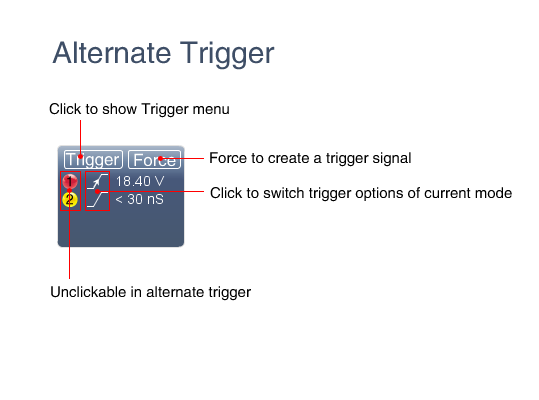 Alternate Trigger
Click to show Trigger menu
Trigger Force
Force to create a trigger signal
1 18.40 V
Click to switch trigger options of current mode
2 < 30 nS
Unclickable in alternate trigger